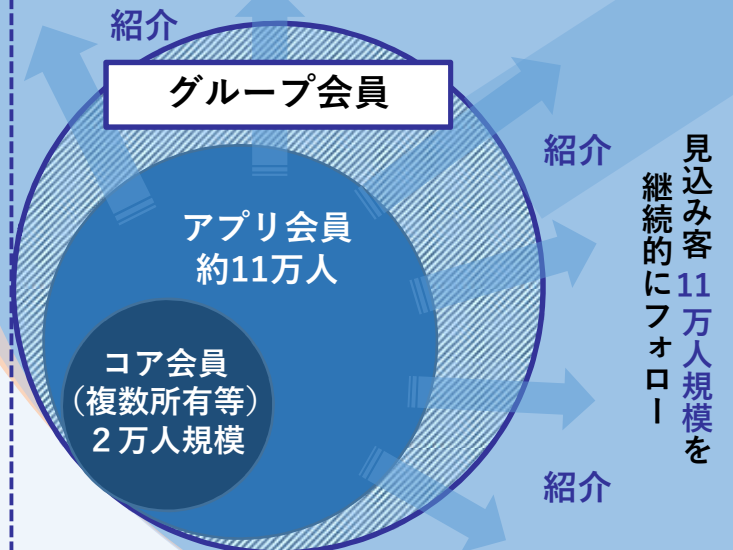 紹介
グループ会員
紹介
アプリ会員
約11万人
コア会員
（複数所有等）
２万人規模
紹介
見込み客11万人規模を
継続的にフォロー